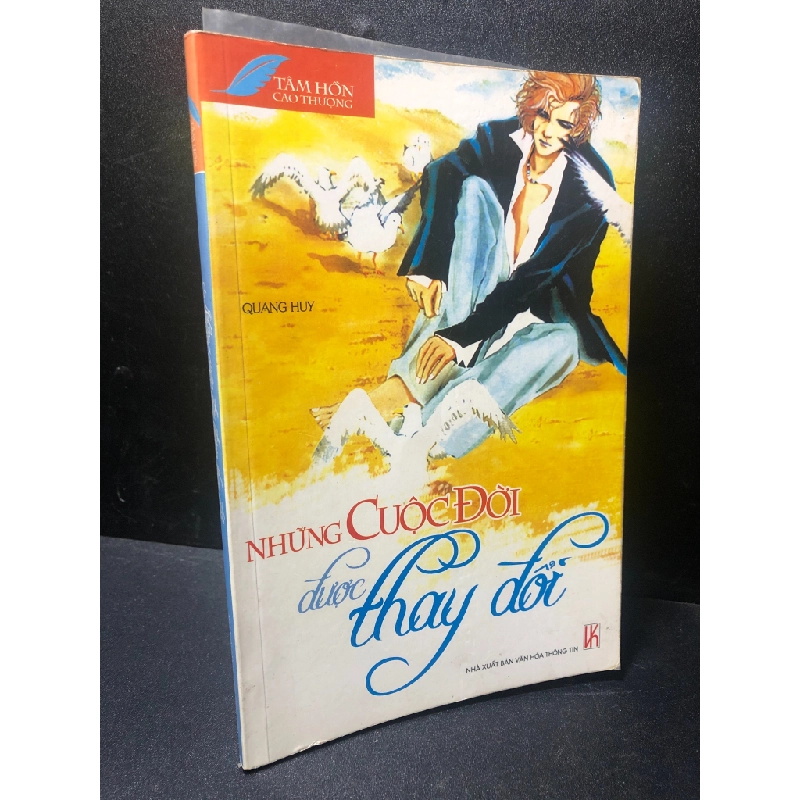 TÂM HỒN
CAO THƯỢNG
QUANG HUY
NHỮNG CUỘC ĐỜI
được
thay đổi
NHÀ XUẤT BẢN VĂN HÓA THÔNG TIN